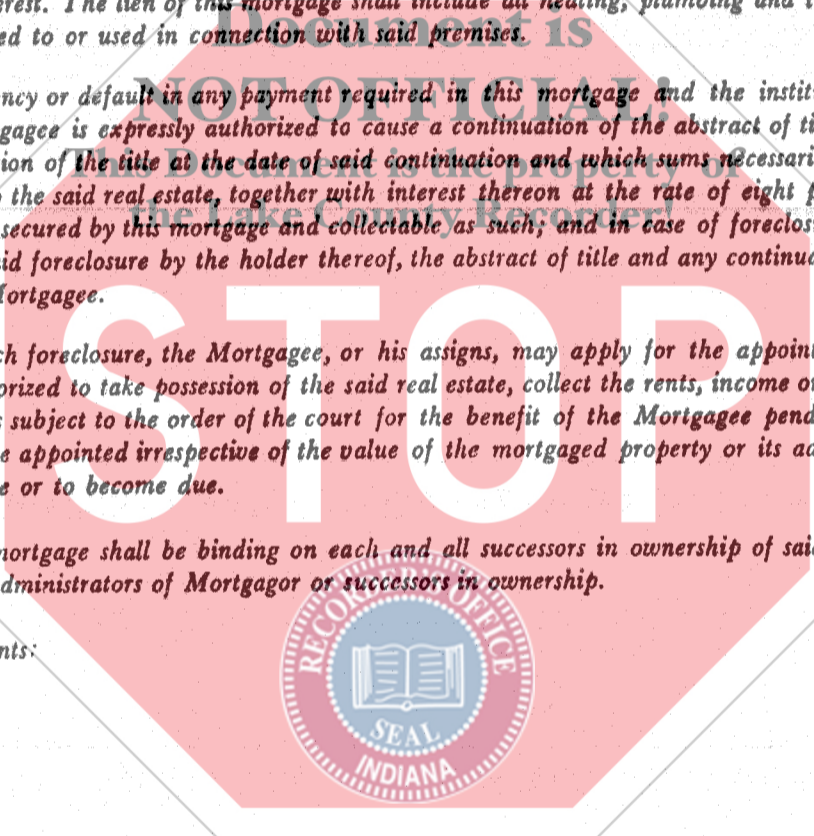 erest. The lien of this mortgage shall include all heating, plumbing and
ed to or used in connection with said premises.
ncy or default in any payment required in this mortgage and the instit
gagee is expressly authorized to cause a continuation of the abstract of ti
ion of the title at the date of said continuation and which sums necessari
the said real estate, together with interest thereon at the rate of eight p
secured by this mortgage and collectable as such; and in case of foreclos
id foreclosure by the holder thereof, the abstract of title and any continua
Mortgagee.
ch foreclosure, the Mortgagee, or his assigns, may apply for the appoint
orized to take possession of the said real estate, collect the rents, income o
s subject to the order of the court for the benefit of the Mortgagee pend
e appointed irrespective of the value of the mortgaged property or its ad
e or to become due.
mortgage shall be binding on each and all successors in ownership of sai
dministrators of Mortgagor or successors in ownership.
nts:
Document is
NOT OFFICIAL!
This Document is the property of
the Lake County Recorder!
STOP
RECORDER'S OFFICE
SEAL
INDIANA